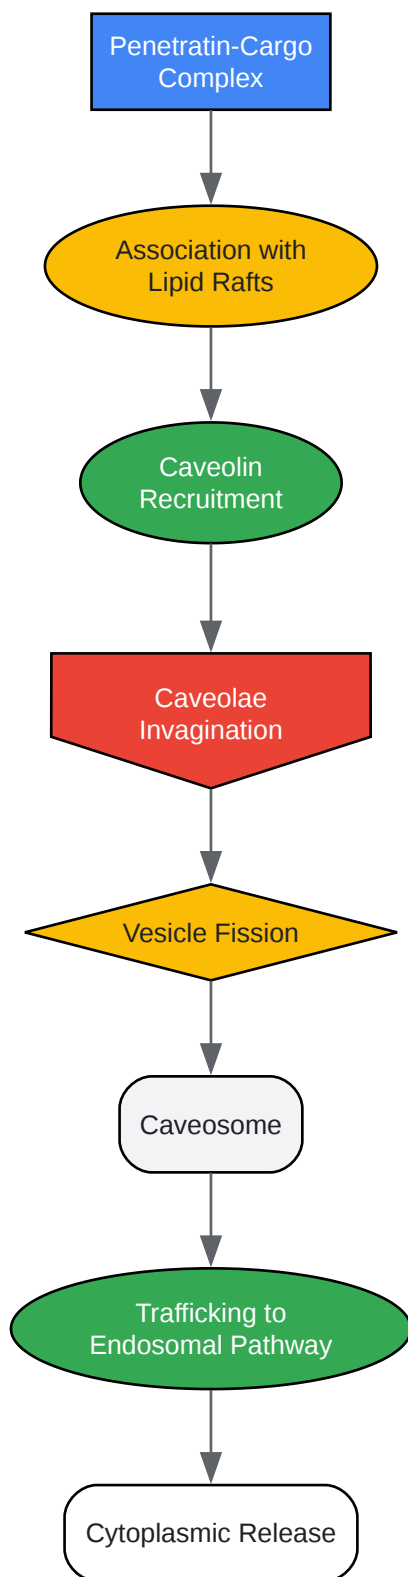 Penetratin-Cargo
Complex
Association with
Lipid Rafts
Caveolin
Recruitment
Caveolae
Invagination
Vesicle Fission
Caveosome
Trafficking to
Endosomal Pathway
Cytoplasmic Release